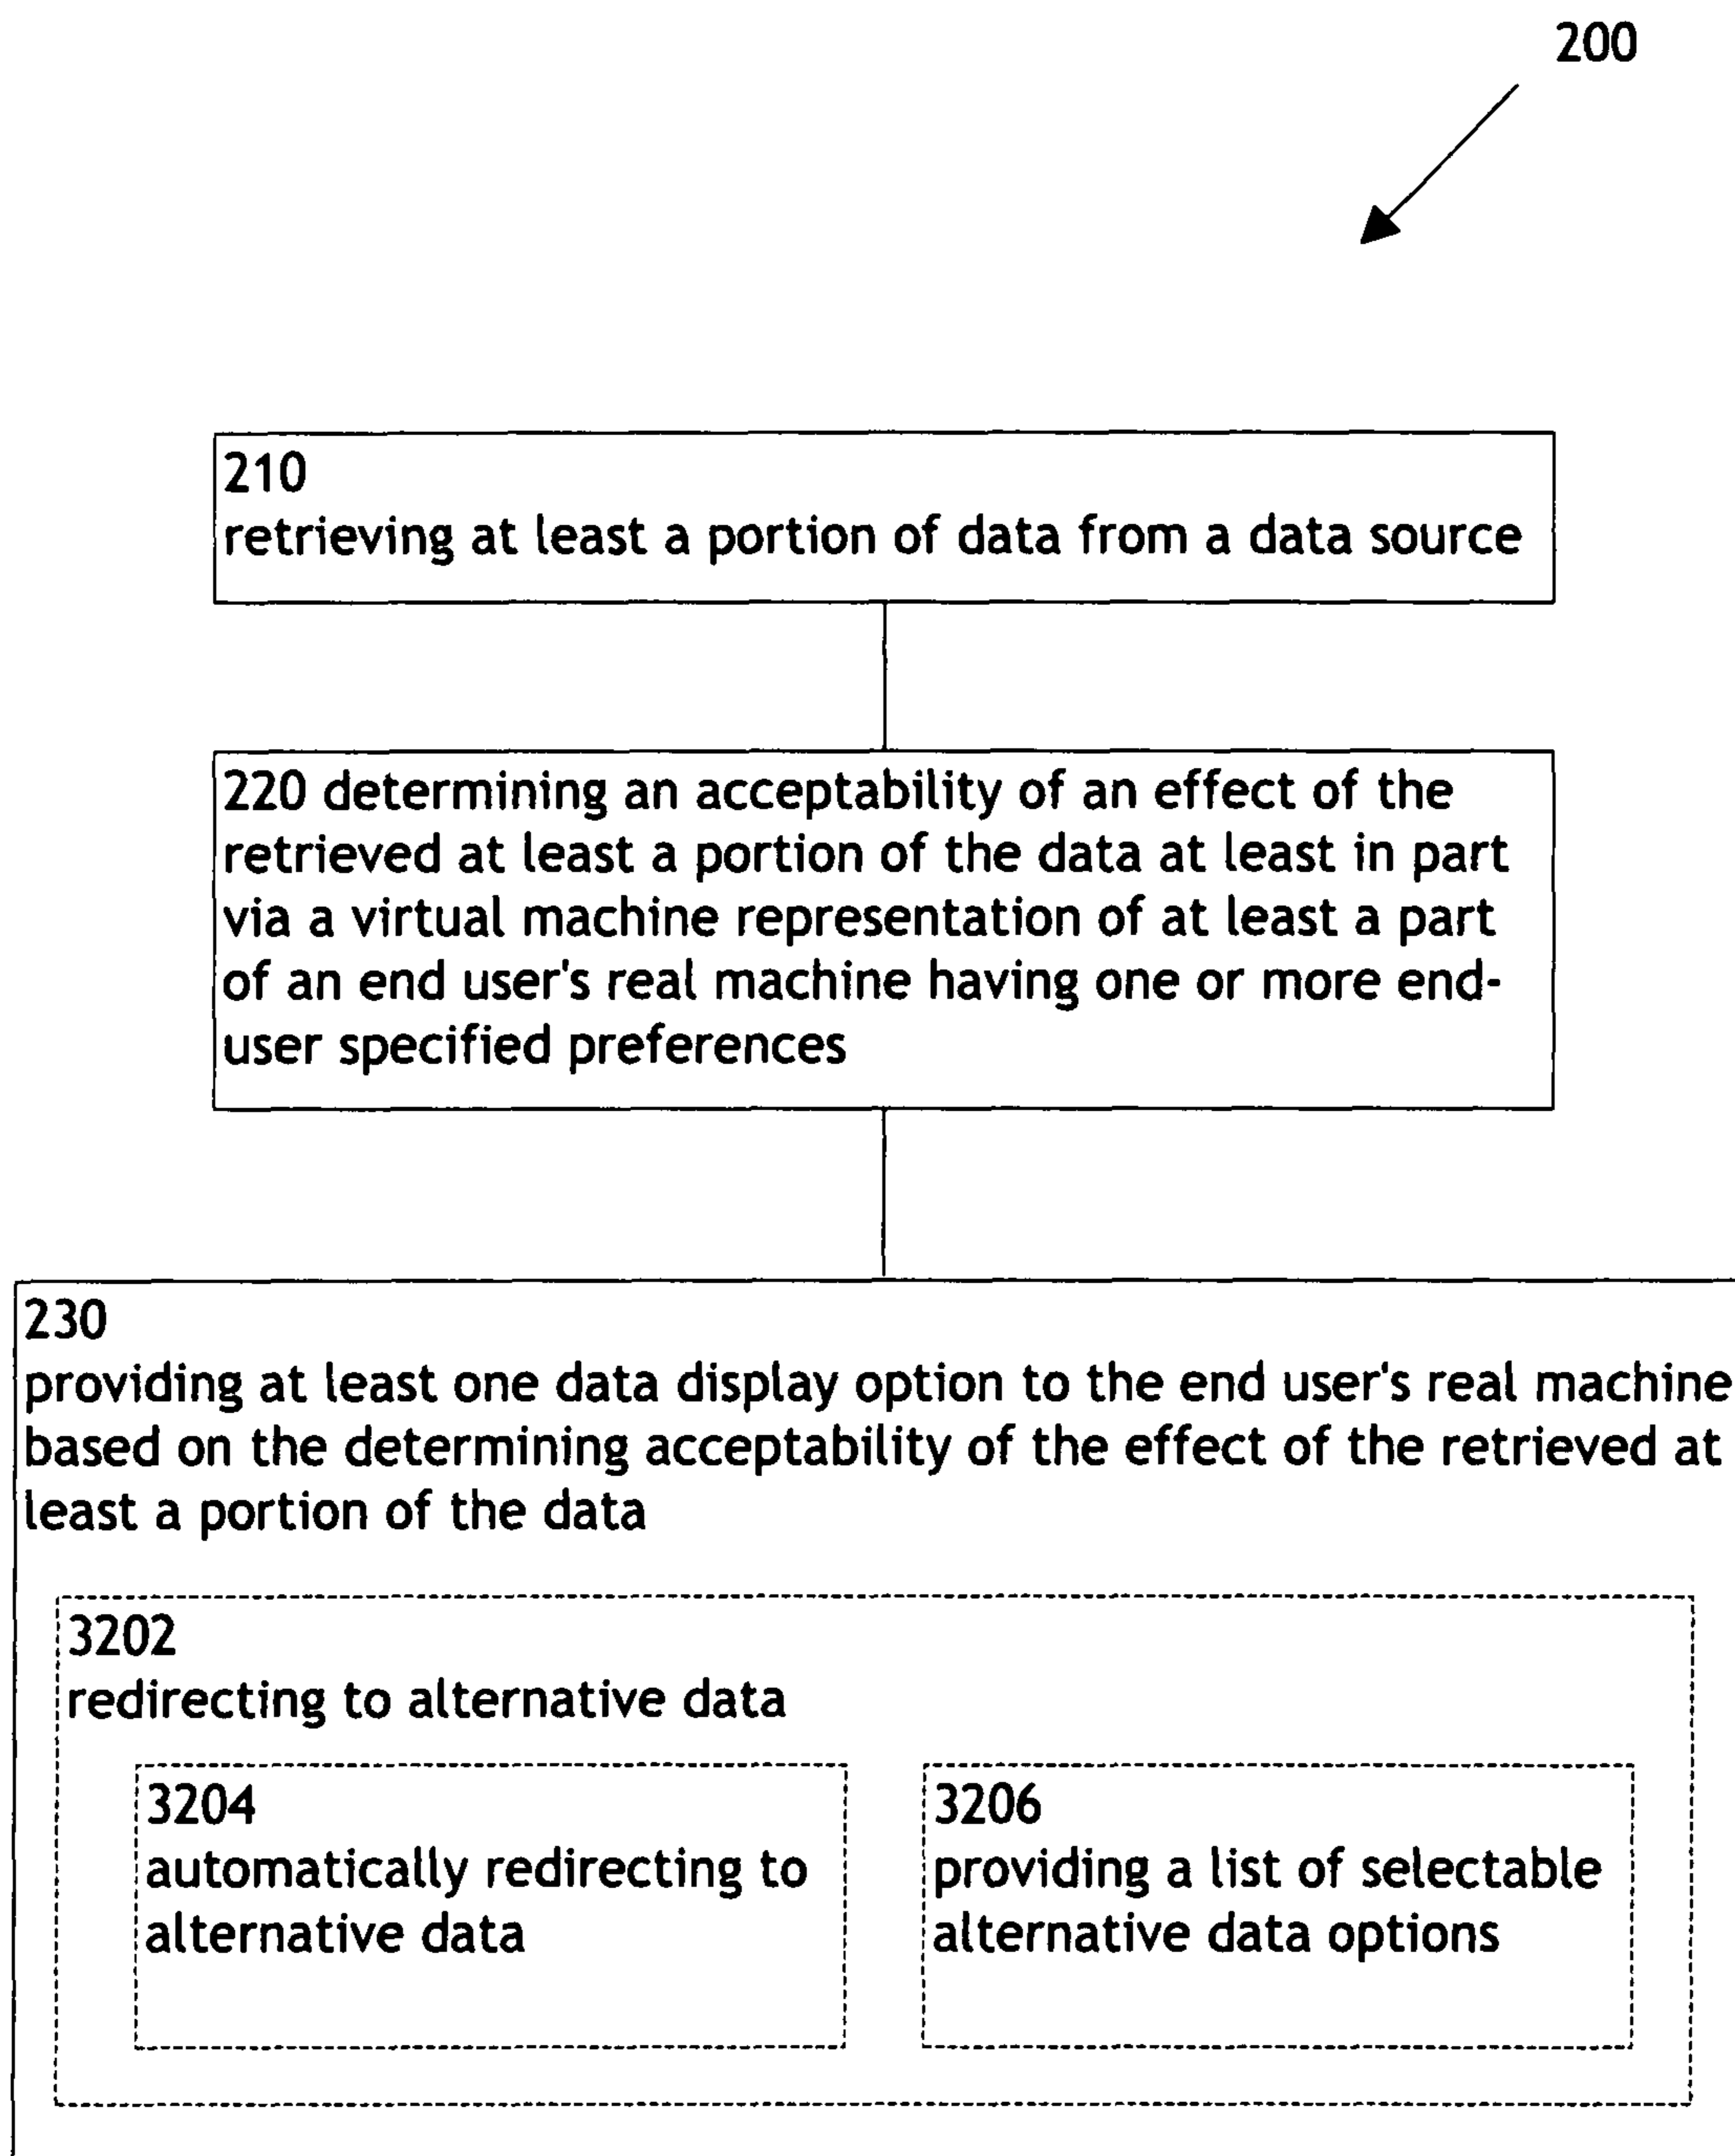 200
210
retrieving at least a portion of data from a data source
220 determining an acceptability of an effect of the
retrieved at least a portion of the data at least in part
via a virtual machine representation of at least a part
of an end user's real machine having one or more end-
user specified preferences
230
providing at least one data display option to the end user's real machine
based on the determining acceptability of the effect of the retrieved at
least a portion of the data
3202
redirecting to alternative data
3204
automatically redirecting to
alternative data
3206
providing a list of selectable
alternative data options